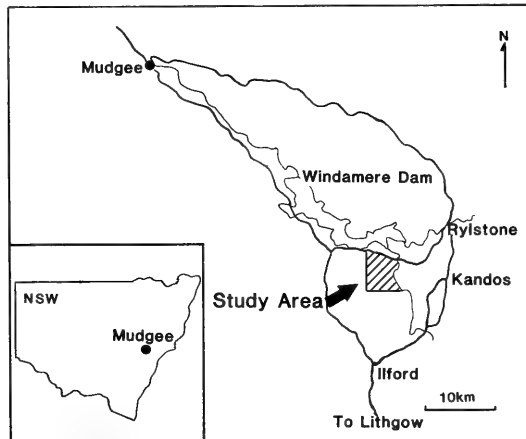 N
Mudgee
Windamere Dam
Rylstone
Kandos
Study Area
NSW
Mudgee
Ilford
10km
To Lithgow